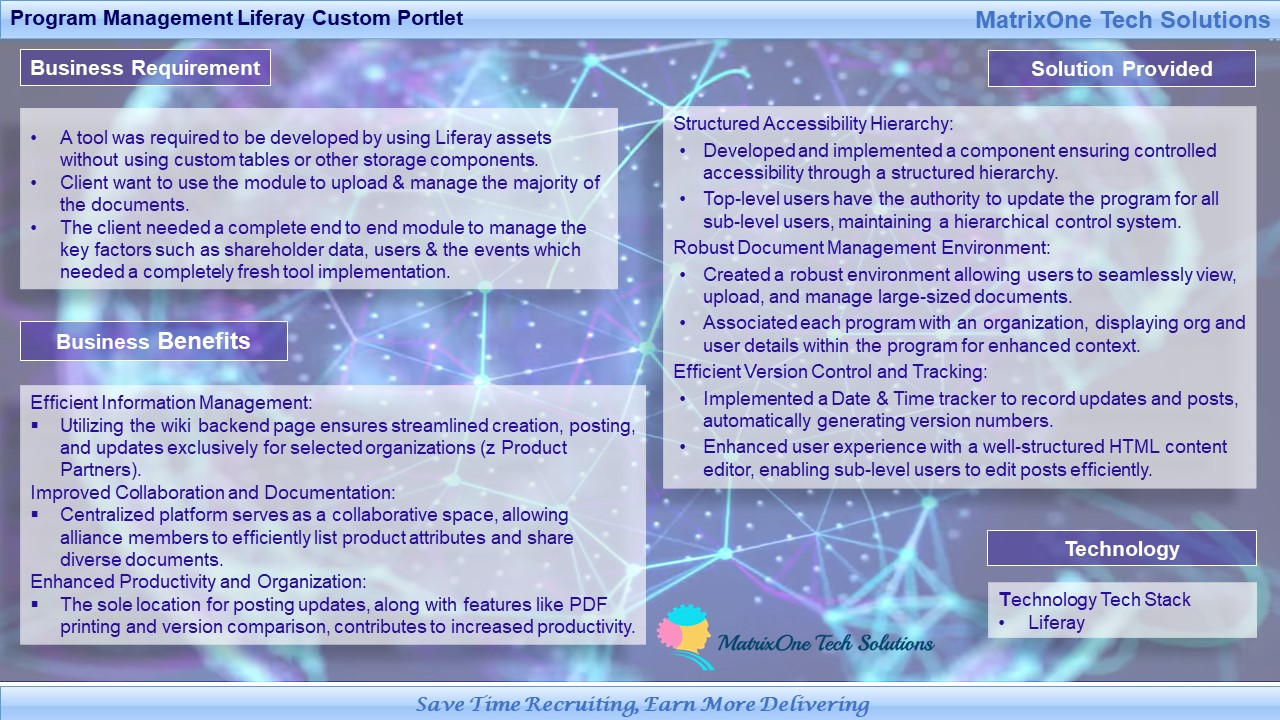 Program Management Liferay Custom Portlet
MatrixOne Tech Solutions
Business Requirement
• A tool was required to be developed by using Liferay assets
without using custom tables or other storage components.
• Client want to use the module to upload & manage the majority of
the documents.
• The client needed a complete end to end module to manage the
key factors such as shareholder data, users & the events which
needed a completely fresh tool implementation.
Business Benefits
Efficient Information Management:
▪ Utilizing the wiki backend page ensures streamlined creation, posting,
and updates exclusively for selected organizations (z Product
Partners).
Improved Collaboration and Documentation:
▪ Centralized platform serves as a collaborative space, allowing
alliance members to efficiently list product attributes and share
diverse documents.
Enhanced Productivity and Organization:
▪ The sole location for posting updates, along with features like PDF
printing and version comparison, contributes to increased productivity.
Solution Provided
Structured Accessibility Hierarchy:
• Developed and implemented a component ensuring controlled
accessibility through a structured hierarchy.
• Top-level users have the authority to update the program for all
sub-level users, maintaining a hierarchical control system.
Robust Document Management Environment:
• Created a robust environment allowing users to seamlessly view,
upload, and manage large-sized documents.
• Associated each program with an organization, displaying org and
user details within the program for enhanced context.
Efficient Version Control and Tracking:
• Implemented a Date & Time tracker to record updates and posts,
automatically generating version numbers.
• Enhanced user experience with a well-structured HTML content
editor, enabling sub-level users to edit posts efficiently.
Technology
Technology Tech Stack
• Liferay
MatrixOne Tech Solutions
Save Time Recruiting, Earn More Delivering